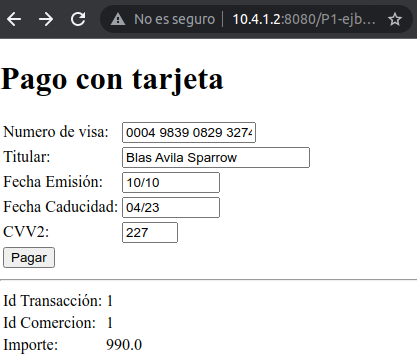 No es seguro 10.4.1.2:8080/P1-ejb...
Pago con tarjeta
Numero de visa: 0004 9839 0829 3274
Titular: Blas Avila Sparrow
Fecha Emisión: 10/10
Fecha Caducidad: 04/23
CVV2: 227
Pagar
Id Transacción: 1
Id Comercion: 1
Importe: 990.0